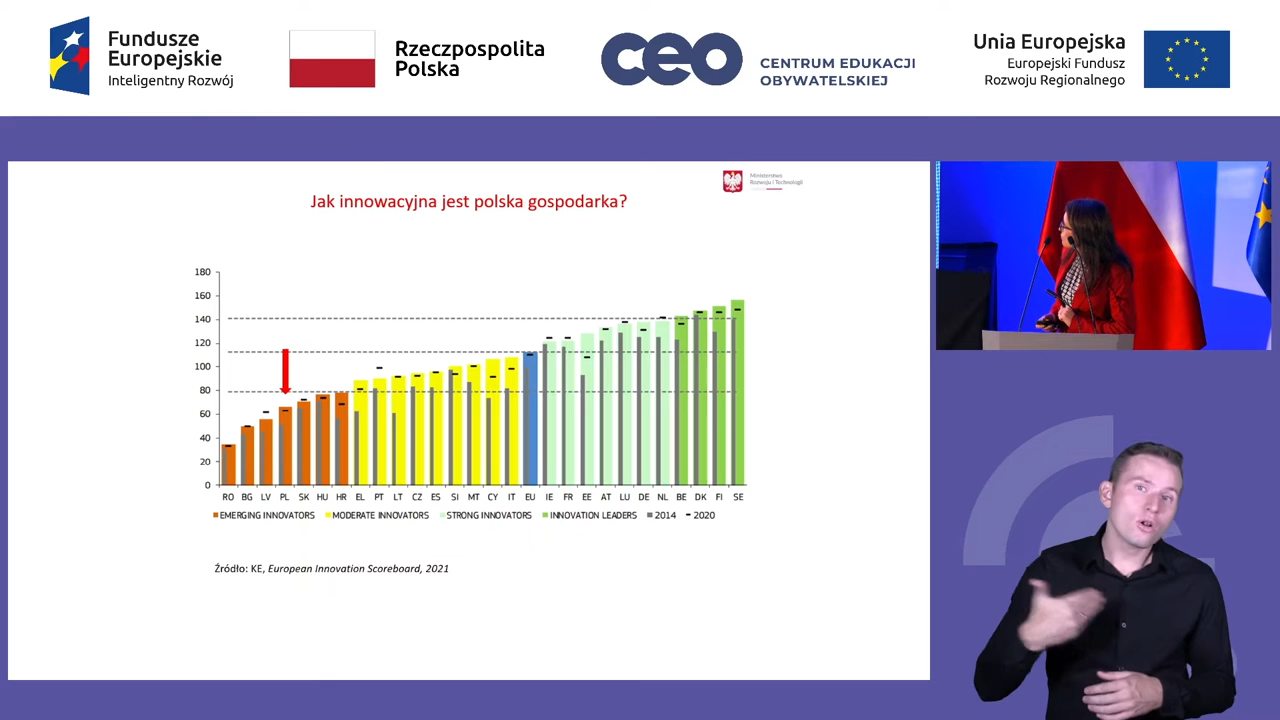 Fundusze
Europejskie
Inteligentny Rozwój
Rzeczpospolita
Polska
ceo
CENTRUM EDUKACJI
OBYWATELSKIEJ
Unia Europejska
Europejski Fundusz
Rozwoju Regionalnego
Ministerstwo
Rozwoju i Technologii
Jak innowacyjna jest polska gospodarka?
180
160
140
120
100
80
60
40
20
0
RO BG LV PL SK HU HR EL PT LT CZ ES SI MT CY IT EU IE FR EE AT LU DE NL BE DK FI SE
EMERGING INNOVATORS MODERATE INNOVATORS STRONG INNOVATORS INNOVATION LEADERS 2014 2020
Źródło: KE, European Innovation Scoreboard, 2021